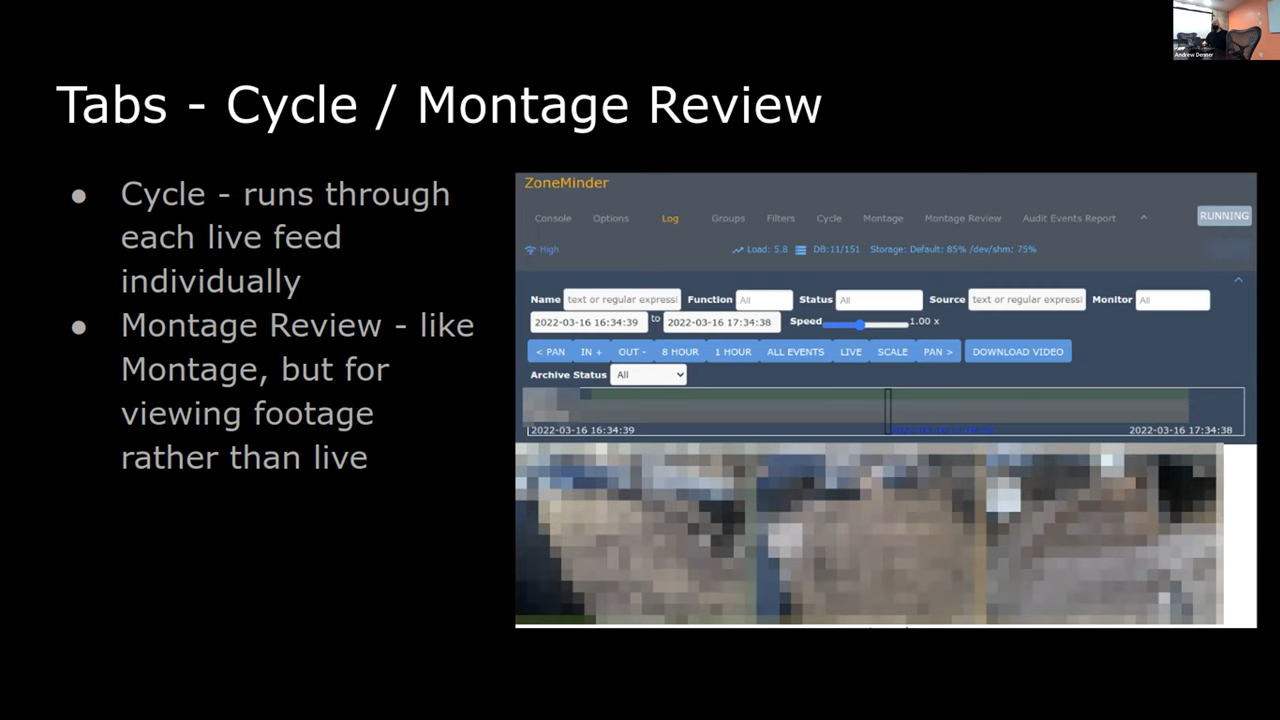 Andrew Denner
Tabs - Cycle / Montage Review
● Cycle - runs through
each live feed
individually
● Montage Review - like
Montage, but for
viewing footage
rather than live
ZoneMinder
Console Options Log Groups Filters Cycle Montage Montage Review Audit Events Report RUNNING
High Load: 5.8 DB:11/151 Storage: Default: 85% /dev/shm: 75%
Name text or regular expressi Function All Status All Source text or regular expressi Monitor All
2022-03-16 16:34:39 to 2022-03-16 17:34:38 Speed 1.00 x
< PAN IN + OUT - 8 HOUR 1 HOUR ALL EVENTS LIVE SCALE PAN > DOWNLOAD VIDEO
Archive Status All
2022-03-16 16:34:39 2022-03-16 17:34:38